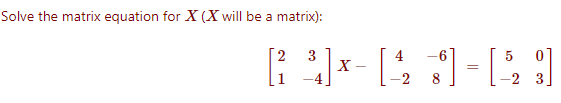 Solve the matrix equation for X (X will be a matrix):
[2 3; 1 −4] X − [4 −6; −2 8] = [5 0; −2 3]